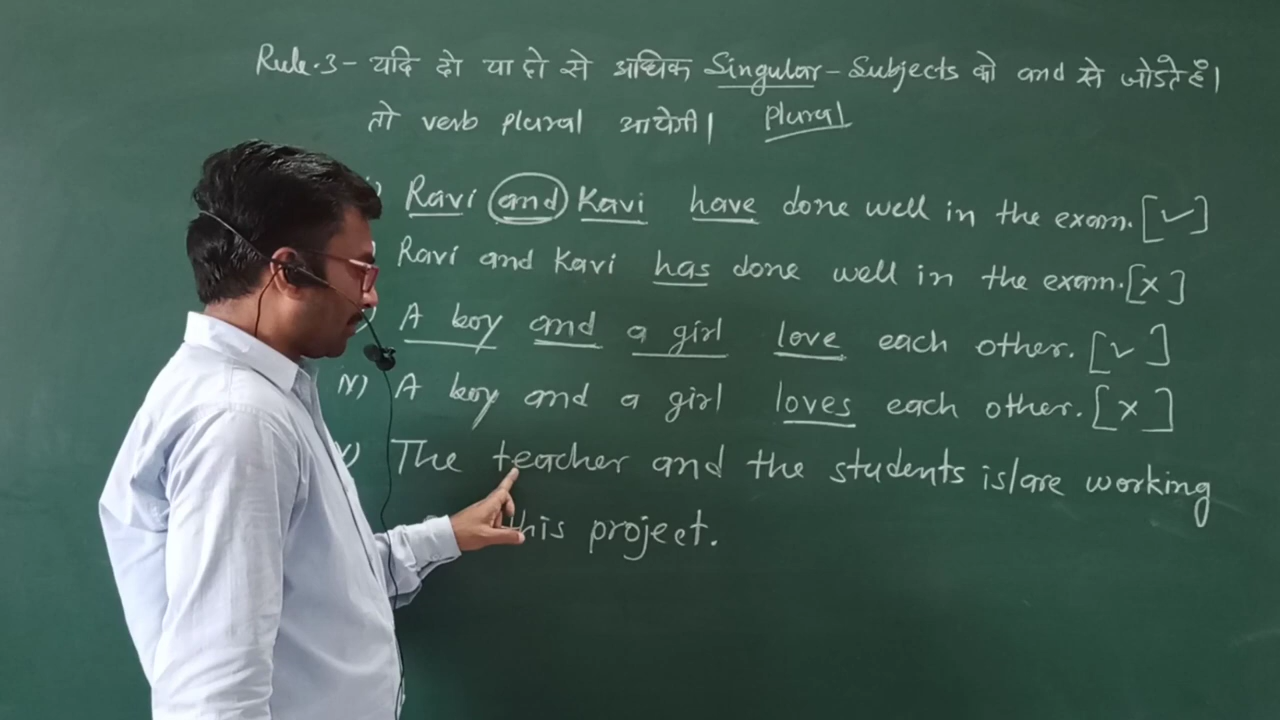 Rule.3- यदि दो या दो से अधिक Singular - Subjects को and से जोड़ते हैं।
तो verb plural आयेगी। Plural
Ravi and Kavi have done well in the exam. [✓]
Ravi and Kavi has done well in the exam. [x]
A boy and a girl love each other. [✓]
IV) A boy and a girl loves each other. [x]
V) The teacher and the students is/are working
this project.